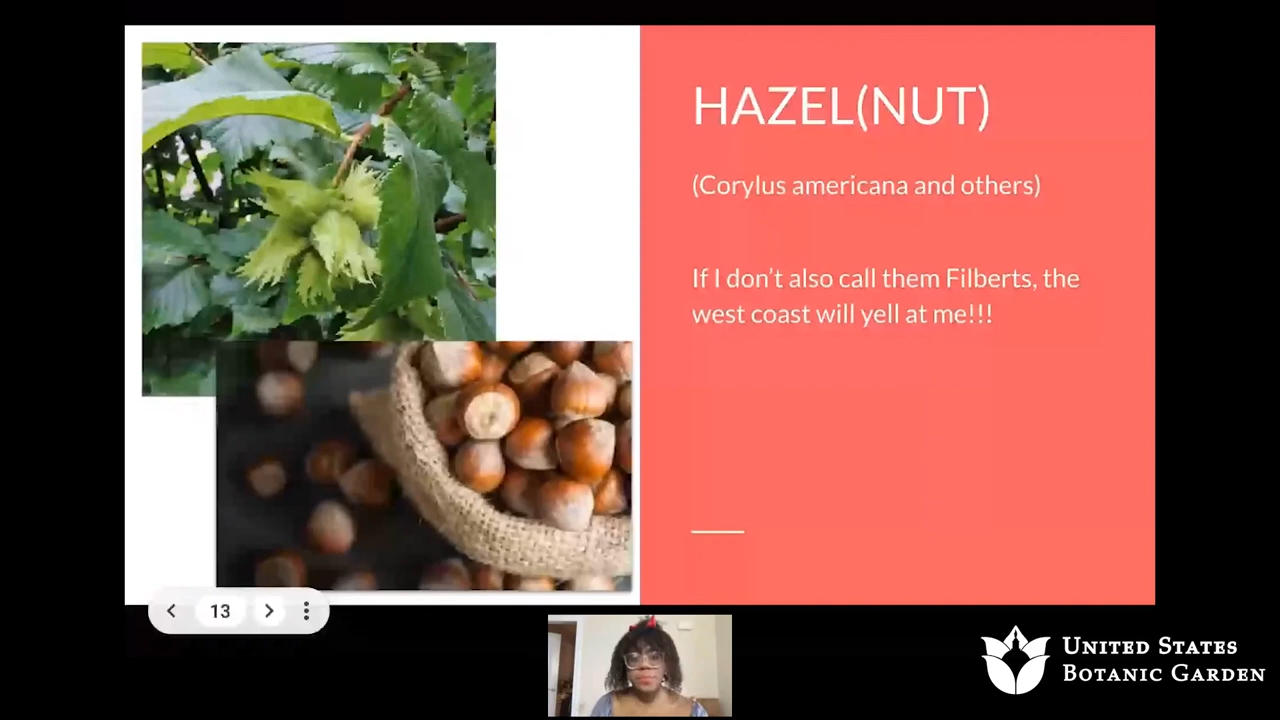 HAZEL(NUT)
(Corylus americana and others)
If I don't also call them Filberts, the
west coast will yell at me!!!
13
United States
Botanic Garden